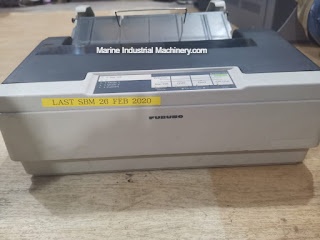 Marine Industrial Machinery.com
LAST SBM 20 FEB 2020
FURUNO